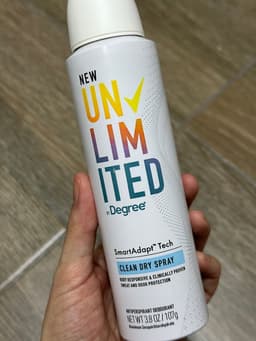 NEW
UN
LIM
ITED
BY Degree
SmartAdapt™ Tech
CLEAN DRY SPRAY
BODY RESPONSIVE & CLINICALLY PROVEN
SWEAT AND ODOR PROTECTION
ANTIPERSPIRANT DEODORANT
NET WT 3.8 OZ / 107g